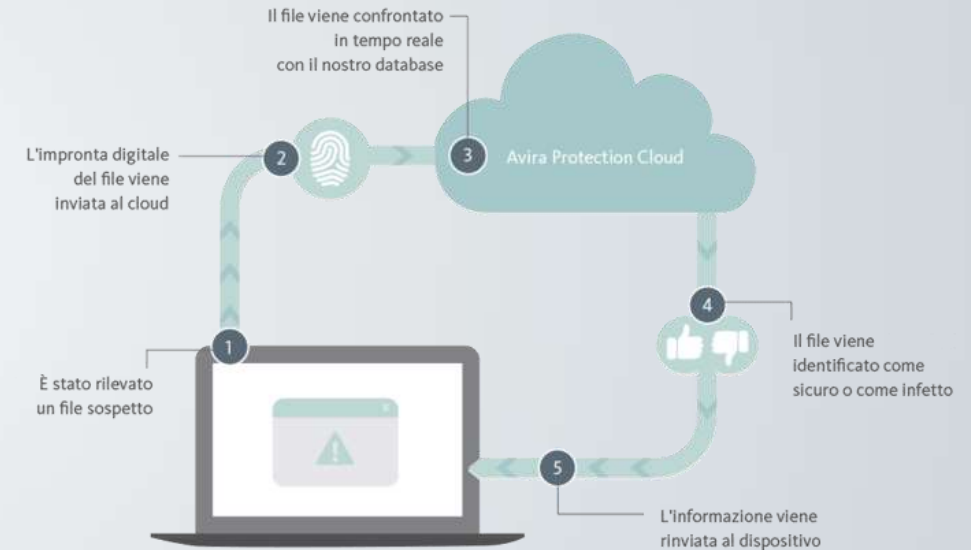 1
È stato rilevato
un file sospetto
2
L'impronta digitale
del file viene
inviata al cloud
3
Il file viene confrontato
in tempo reale
con il nostro database
Avira Protection Cloud
4
Il file viene
identificato come
sicuro o come infetto
5
L'informazione viene
rinviata al dispositivo